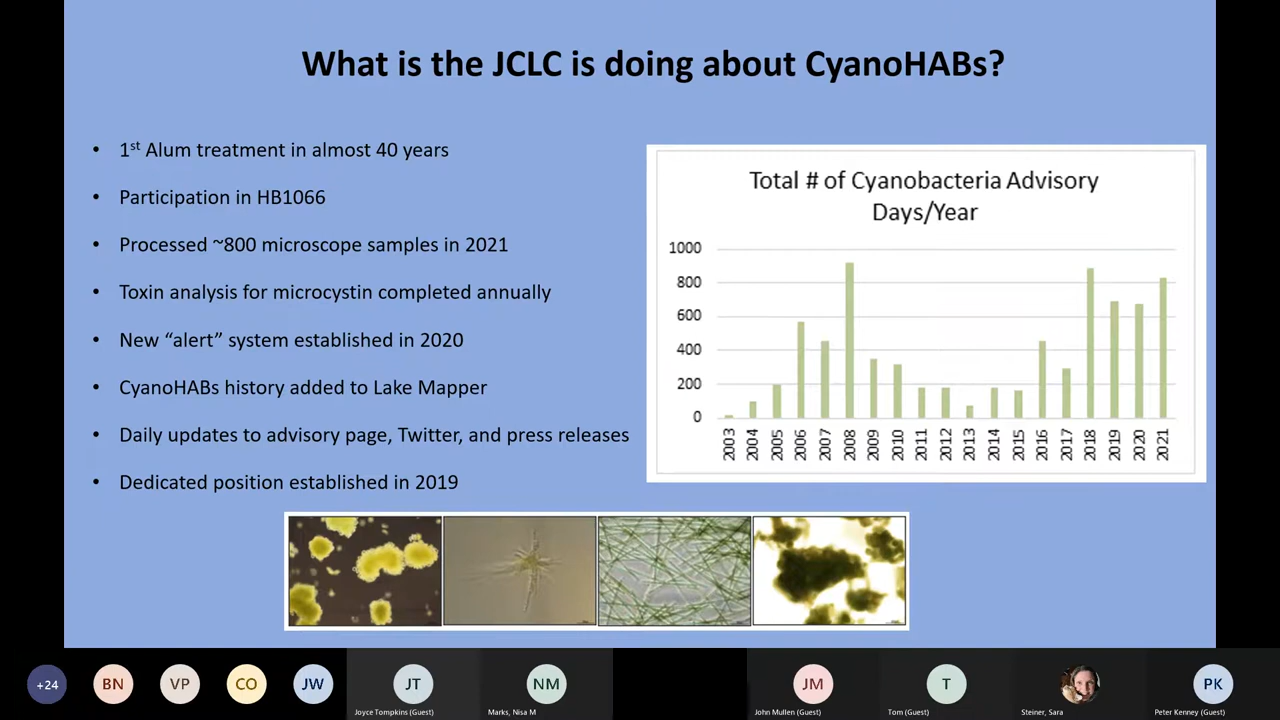 What is the JCLC is doing about CyanoHABs?
• 1st Alum treatment in almost 40 years
• Participation in HB1066
• Processed ~800 microscope samples in 2021
• Toxin analysis for microcystin completed annually
• New “alert” system established in 2020
• CyanoHABs history added to Lake Mapper
• Daily updates to advisory page, Twitter, and press releases
• Dedicated position established in 2019
Total # of Cyanobacteria Advisory
Days/Year
1000
800
600
400
200
0
2003 2004 2005 2006 2007 2008 2009 2010 2011 2012 2013 2014 2015 2016 2017 2018 2019 2020 2021
+24 BN VP CO JW JT NM JM T PK
Joyce Tompkins (Guest) Marks, Nisa M John Mullen (Guest) Tom (Guest) Steiner, Sara Peter Kenney (Guest)